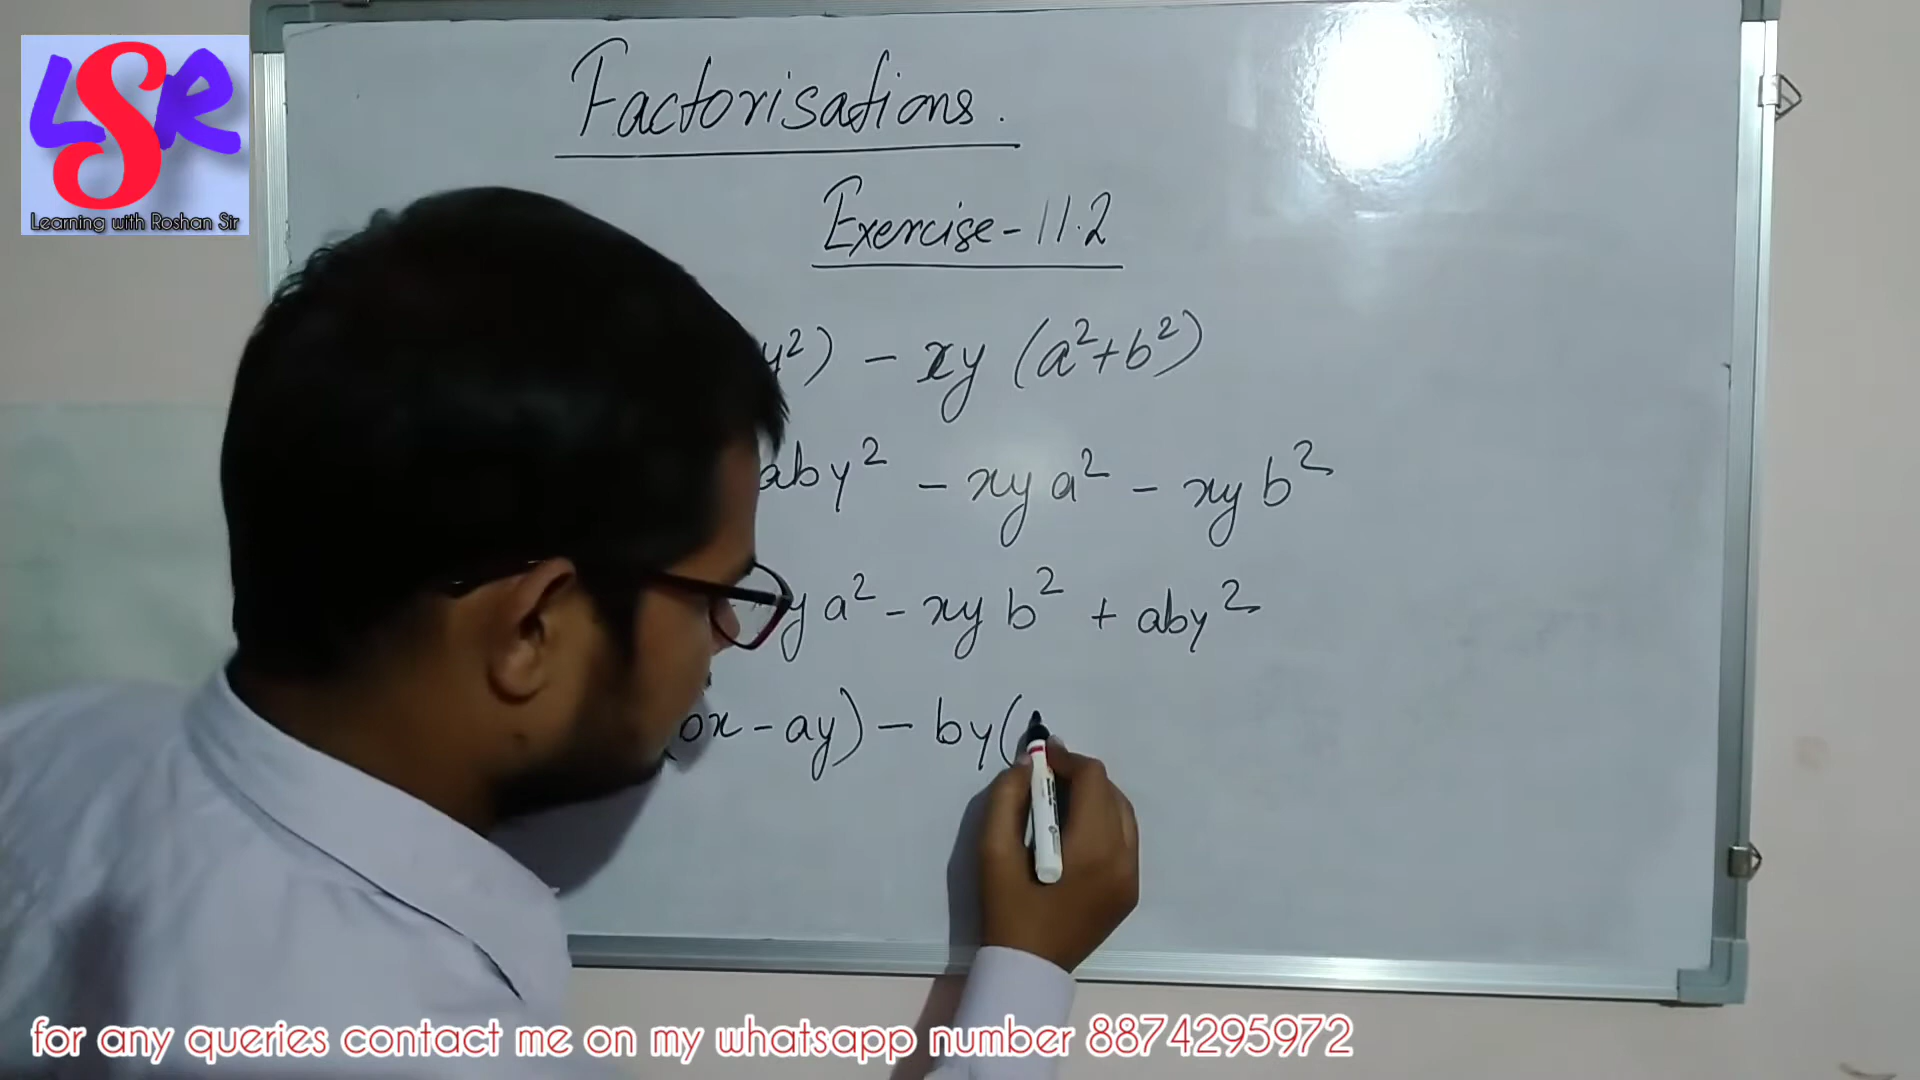 LSR
Learning with Roshan Sir
Factorisations.
Exercise-11.2
y²) - xy (a²+b²)
aby² - xy a² - xy b²
y a² - xy b² + aby²
(bx - ay) - by(
for any queries contact me on my whatsapp number 8874295972